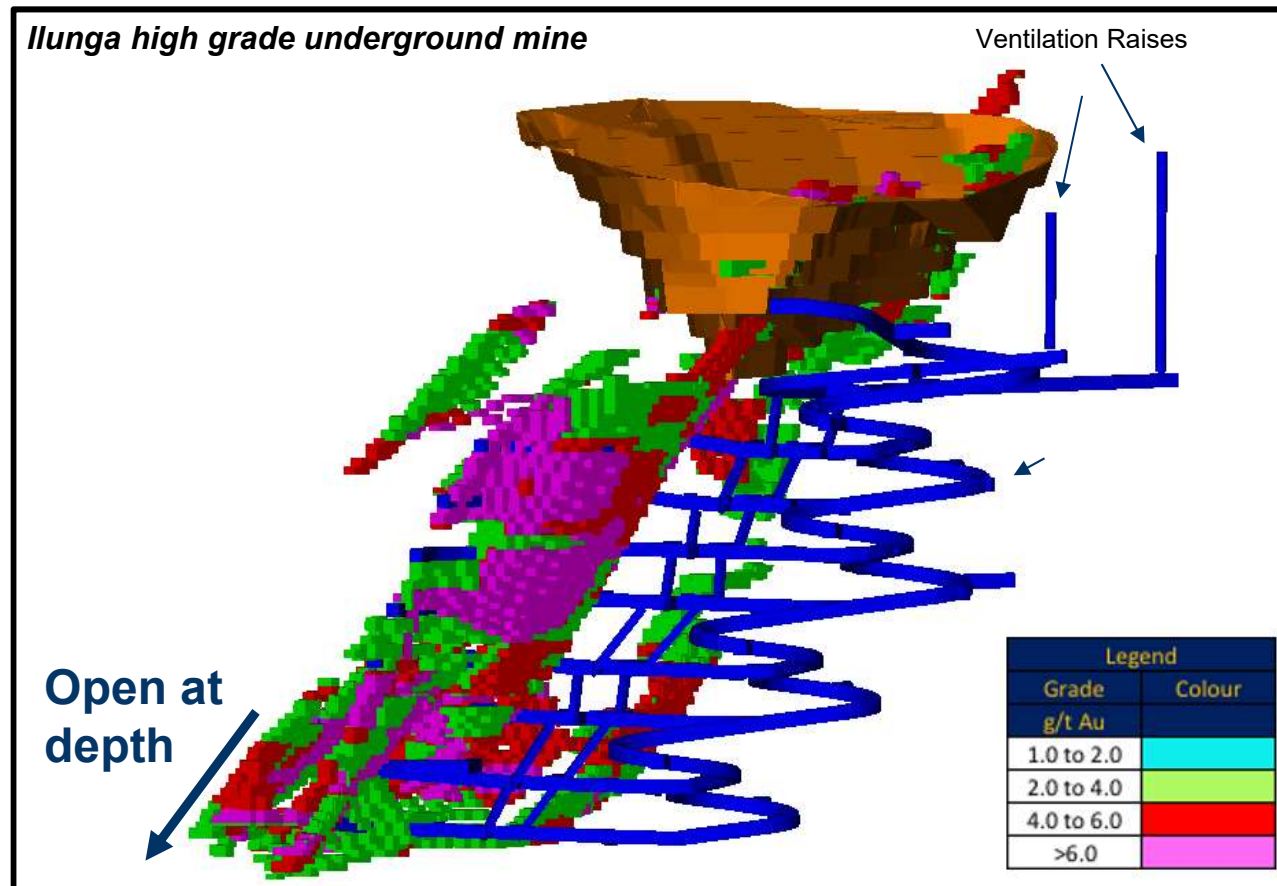 Ilunga high grade underground mine
Ventilation Raises
Open at
depth
Legend
Grade Colour
g/t Au
1.0 to 2.0
2.0 to 4.0
4.0 to 6.0
>6.0